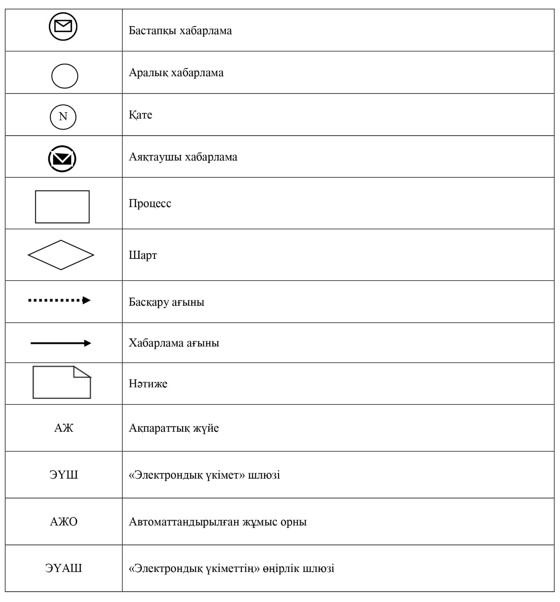 Бастапқы хабарлама
Аралық хабарлама
N Қате
Аяқтаушы хабарлама
Процесс
Шарт
Басқару ағыны
Хабарлама ағыны
Нәтиже
АЖ Ақпараттық жүйе
ЭҮШ «Электрондық үкімет» шлюзі
АЖО Автоматтандырылған жұмыс орны
ЭҮАШ «Электрондық үкіметтің» өңірлік шлюзі